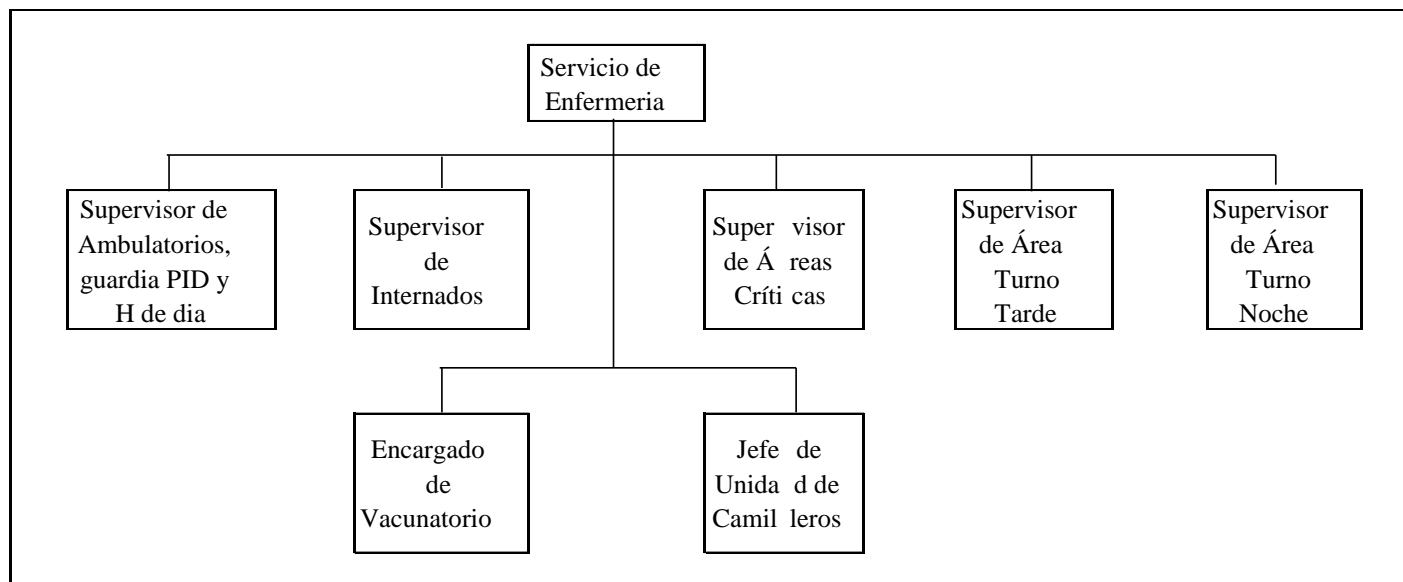 Servicio de
Enfermeria
Supervisor de
Ambulatorios,
guardia PID y
H de dia
Supervisor
de
Internados
Super visor
de Á reas
Críti cas
Supervisor
de Área
Turno
Tarde
Supervisor
de Área
Turno
Noche
Encargado
de
Vacunatorio
Jefe de
Unida d de
Camil leros